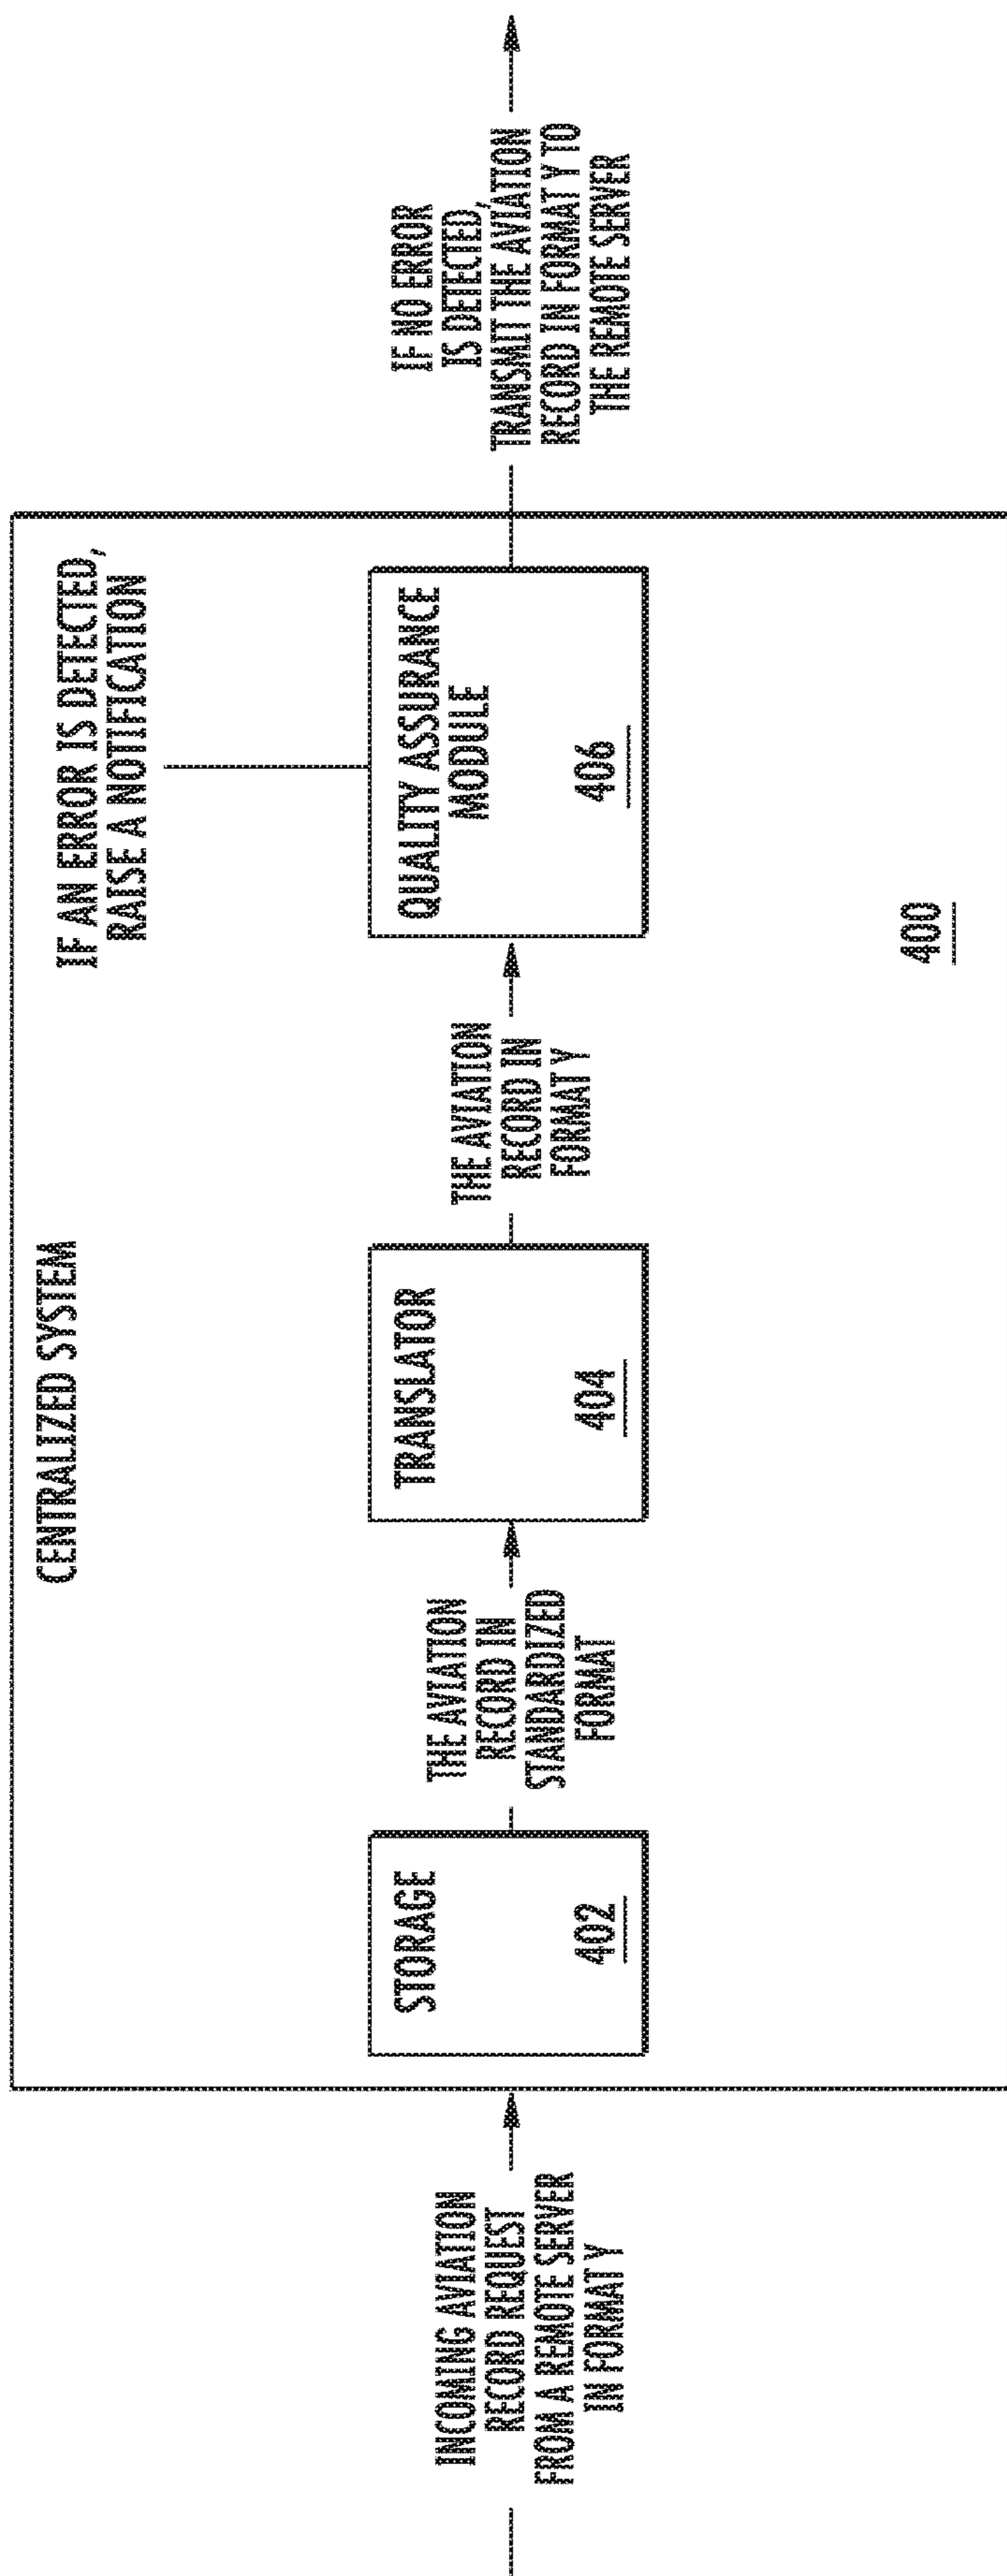 INCOMING AVIATION
RECORD REQUEST
FROM A REMOTE SERVER
IN FORMAT Y
CENTRALIZED SYSTEM
STORAGE
402
THE AVIATION
RECORD IN
STANDARDIZED
FORMAT
TRANSLATOR
404
THE AVIATION
RECORD IN
FORMAT Y
IF AN ERROR IS DETECTED,
RAISE A NOTIFICATION
QUALITY ASSURANCE
MODULE
406
400
IF NO ERROR
IS DETECTED,
TRANSMIT THE AVIATION
RECORD IN FORMAT Y TO
THE REMOTE SERVER